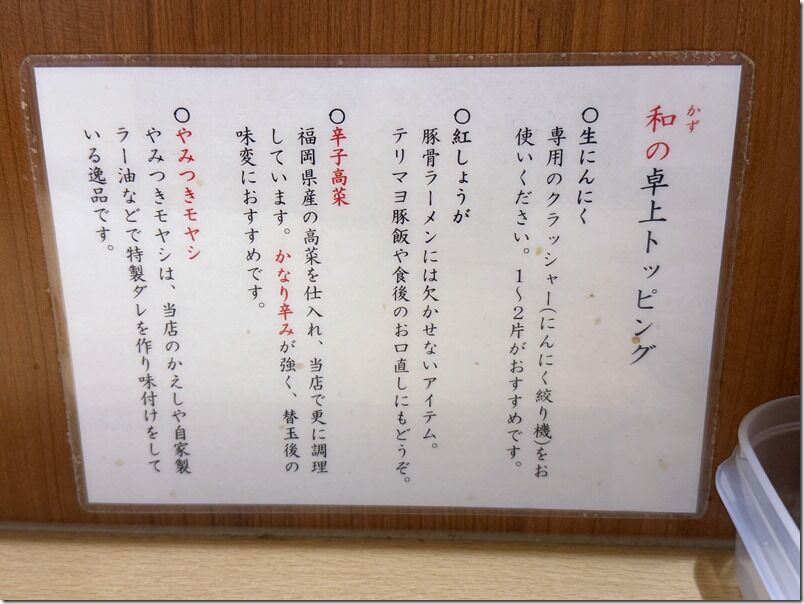 かず
和の卓上トッピング
〇生にんにく
専用のクラッシャー(にんにく絞り機)をお
使いください。1～2片がおすすめです。
〇紅しょうが
豚骨ラーメンには欠かせないアイテム。
テリマヨ豚飯や食後のお口直しにもどうぞ。
〇辛子高菜
福岡県産の高菜を仕入れ、当店で更に調理
しています。かなり辛みが強く、替玉後の
味変におすすめです。
〇やみつきモヤシ
やみつきモヤシは、当店のかえしや自家製
ラー油などで特製ダレを作り味付けをして
いる逸品です。